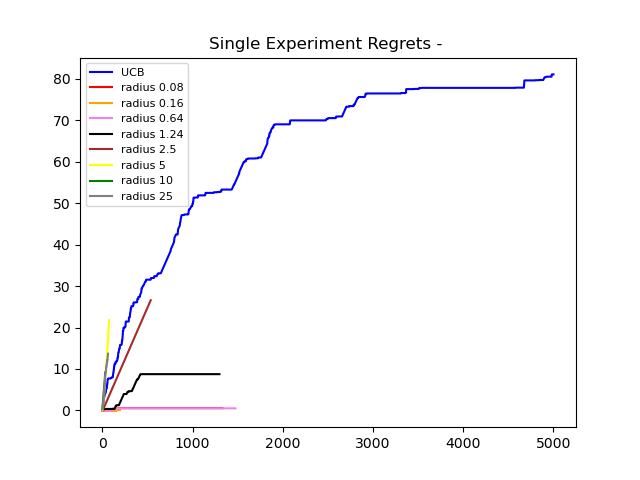 Single Experiment Regrets -
UCB
radius 0.08
radius 0.16
radius 0.64
radius 1.24
radius 2.5
radius 5
radius 10
radius 25
80
70
60
50
40
30
20
10
0
0 1000 2000 3000 4000 5000